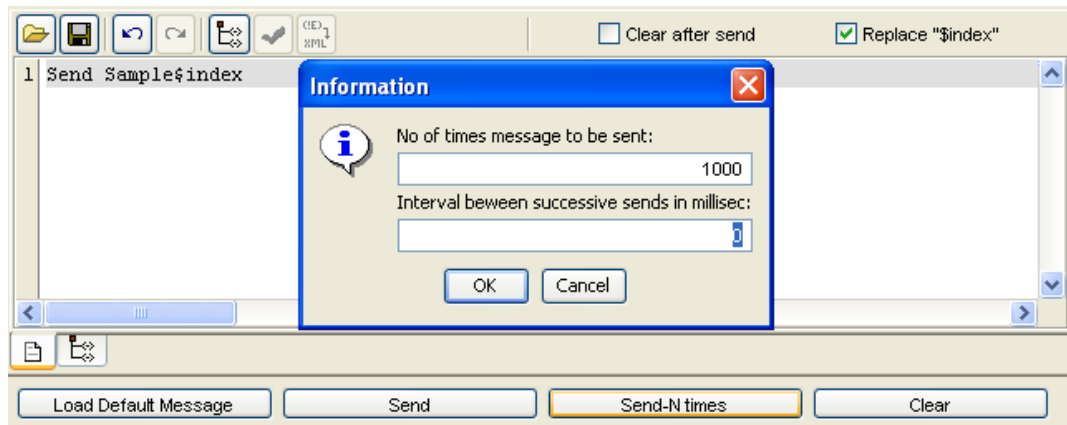 (!E)
XML
Clear after send
Replace "$index"
1 Send Sample$index
Information
No of times message to be sent:
1000
Interval beween successive sends in millisec:
0
OK
Cancel
Load Default Message
Send
Send-N times
Clear